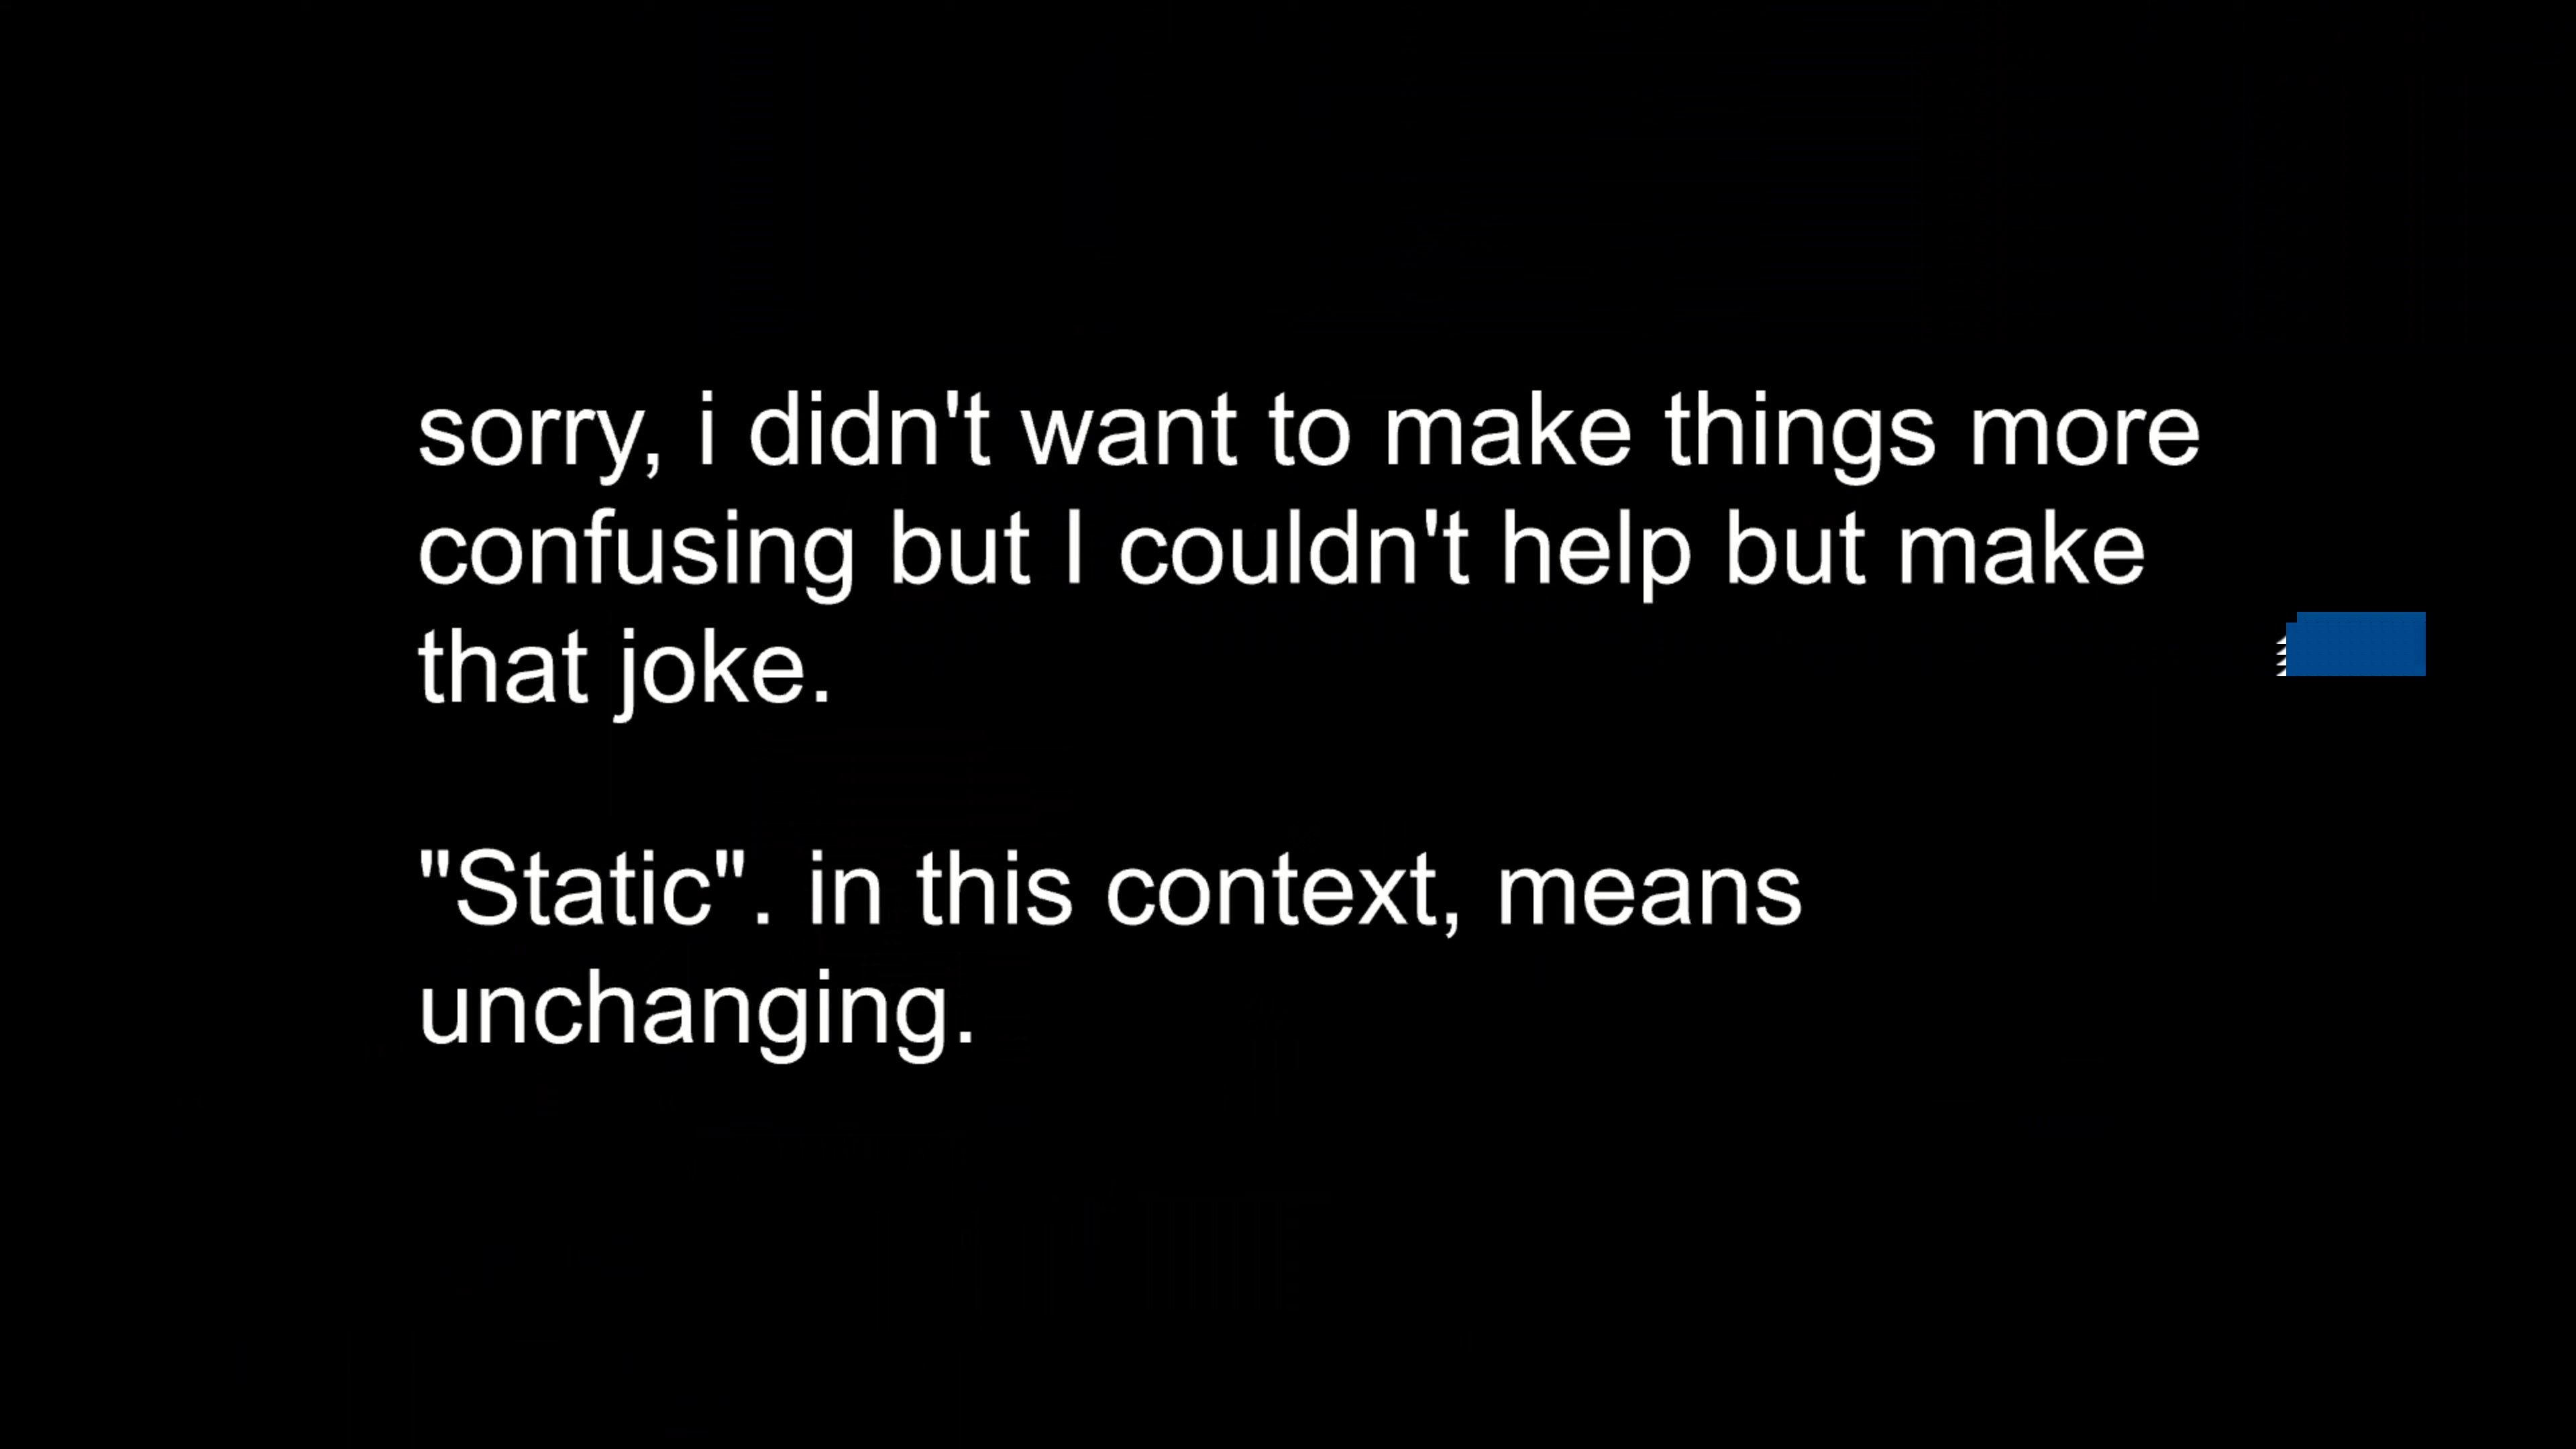 sorry, i didn't want to make things more
confusing but I couldn't help but make
that joke.
"Static". in this context, means
unchanging.